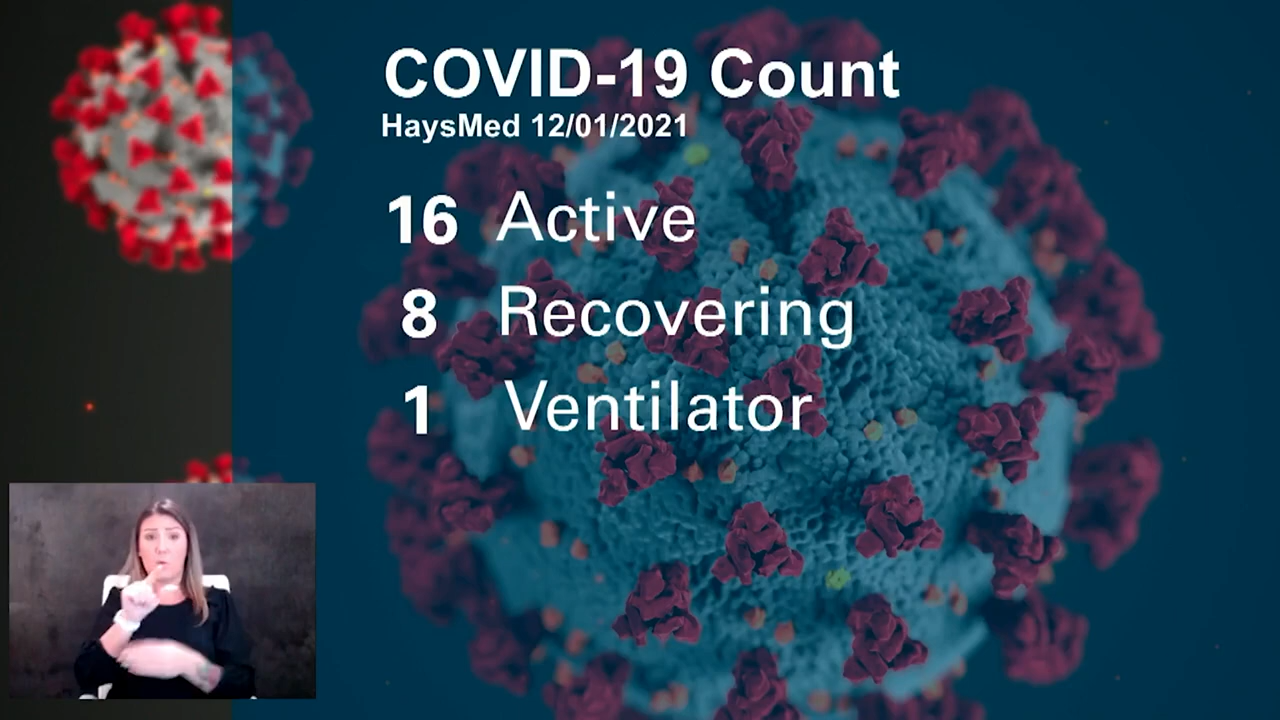 COVID-19 Count
HaysMed 12/01/2021
16 Active
8 Recovering
1 Ventilator